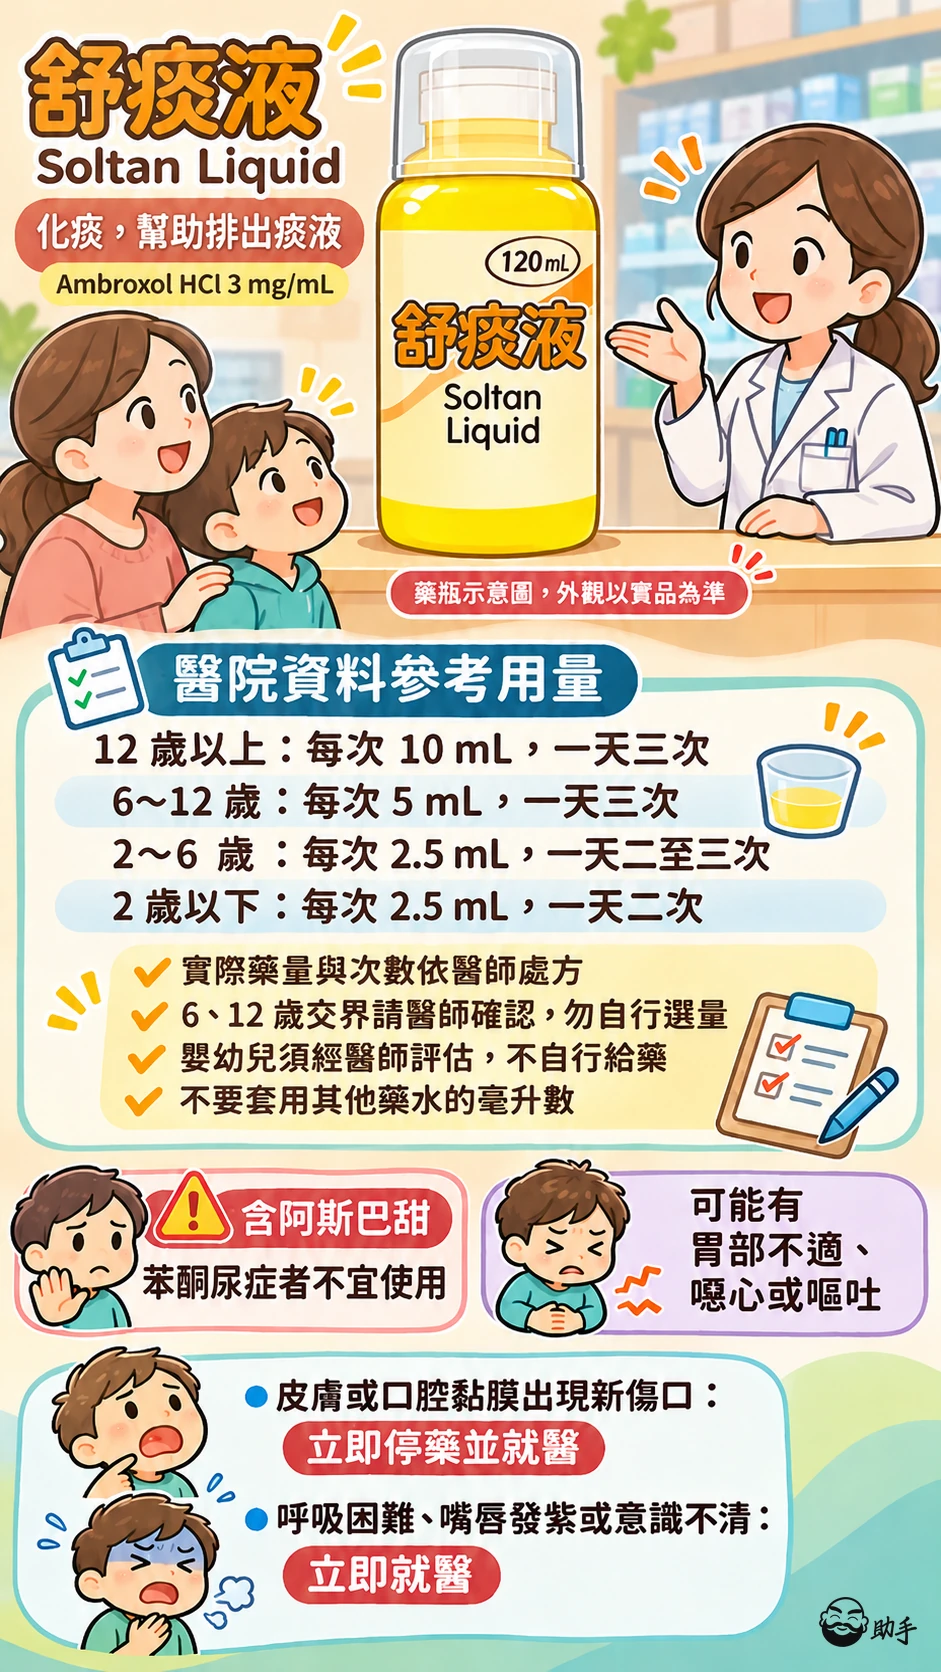 舒痰液
Soltan Liquid
化痰，幫助排出痰液
Ambroxol HCl 3 mg/mL
120 mL
舒痰液
Soltan
Liquid
藥瓶示意圖，外觀以實品為準
醫院資料參考用量
12 歲以上：每次 10 mL，一天三次
6～12 歲：每次 5 mL，一天三次
2～6 歲：每次 2.5 mL，一天二至三次
2 歲以下：每次 2.5 mL，一天二次
實際藥量與次數依醫師處方
6、12 歲交界請醫師確認，勿自行選量
嬰幼兒須經醫師評估，不自行給藥
不要套用其他藥水的毫升數
含阿斯巴甜
苯酮尿症者不宜使用
可能有
胃部不適、
噁心或嘔吐
皮膚或口腔黏膜出現新傷口：
立即停藥並就醫
呼吸困難、嘴唇發紫或意識不清：
立即就醫
助手